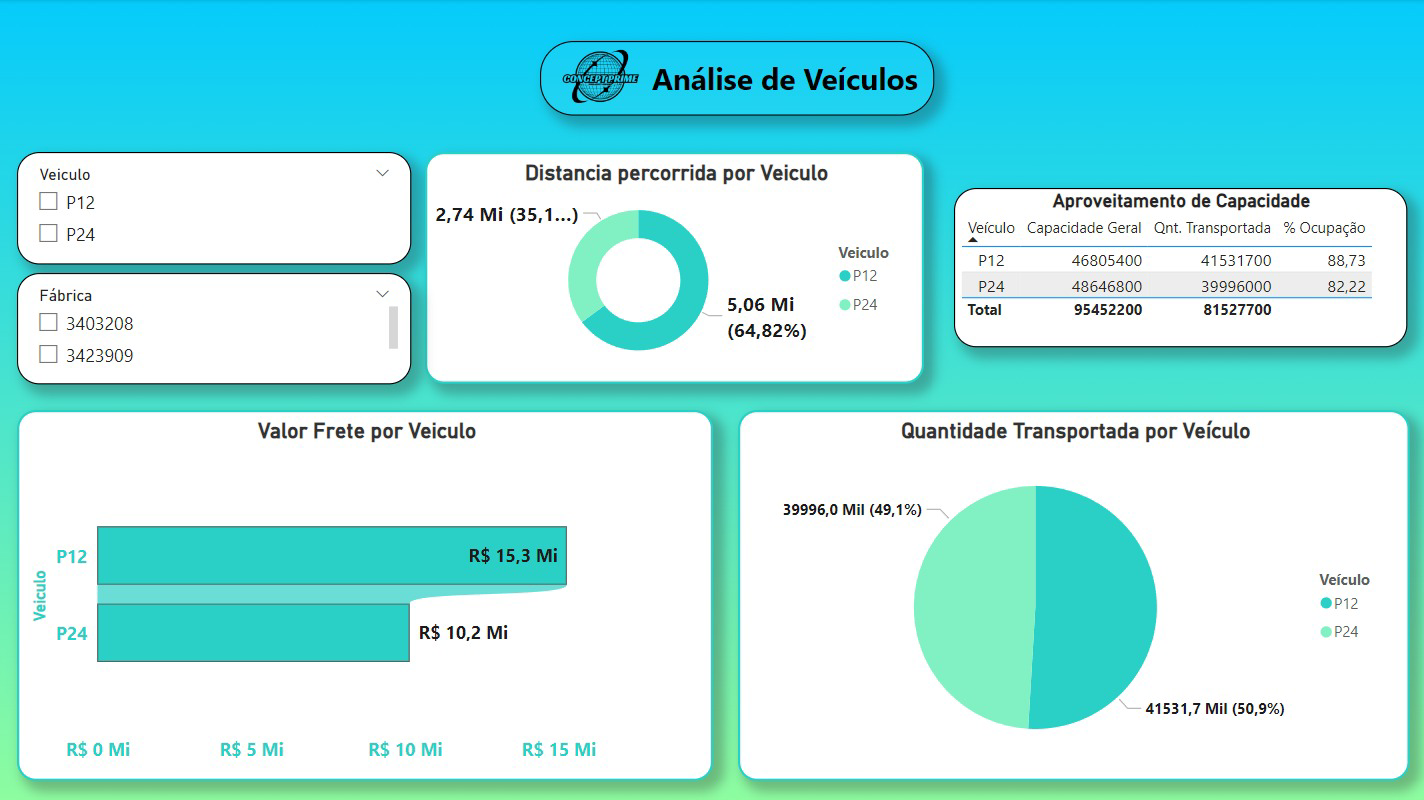 CONCEPT PRIME
Análise de Veículos
Veiculo
P12
P24
Fábrica
3403208
3423909
Distancia percorrida por Veiculo
2,74 Mi (35,1...)
5,06 Mi
(64,82%)
Veiculo
P12
P24
Aproveitamento de Capacidade
Veículo Capacidade Geral Qnt. Transportada % Ocupação
P12 46805400 41531700 88,73
P24 48646800 39996000 82,22
Total 95452200 81527700
Valor Frete por Veiculo
Veiculo
P12
R$ 15,3 Mi
P24
R$ 10,2 Mi
R$ 0 Mi R$ 5 Mi R$ 10 Mi R$ 15 Mi
Quantidade Transportada por Veículo
39996,0 Mil (49,1%)
41531,7 Mil (50,9%)
Veículo
P12
P24